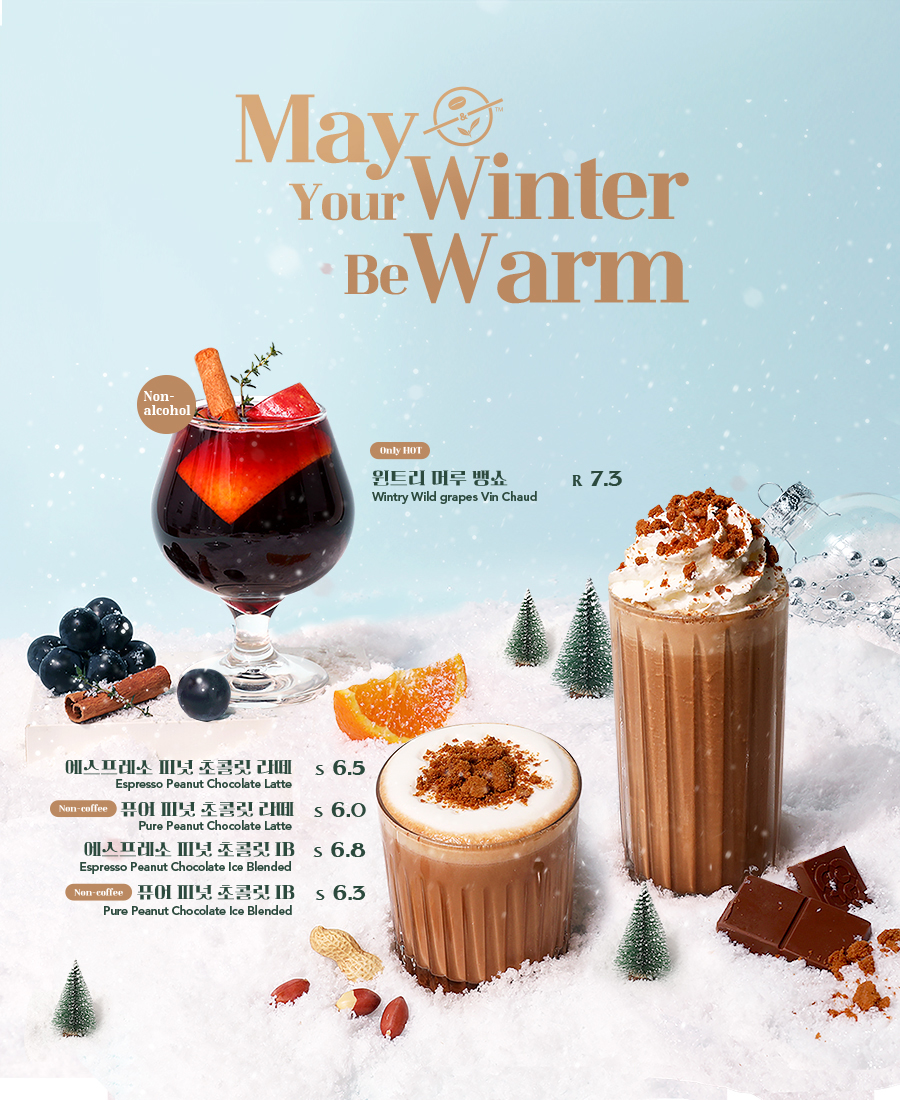 May
&
TM
Your Winter
Be Warm
Non-
alcohol
Only HOT
윈트리 머루 뱅쇼 R 7.3
Wintry Wild grapes Vin Chaud
에스프레소 피넛 초콜릿 라떼 S 6.5
Espresso Peanut Chocolate Latte
Non-coffee 퓨어 피넛 초콜릿 라떼 S 6.0
Pure Peanut Chocolate Latte
에스프레소 피넛 초콜릿 IB S 6.8
Espresso Peanut Chocolate Ice Blended
Non-coffee 퓨어 피넛 초콜릿 IB S 6.3
Pure Peanut Chocolate Ice Blended